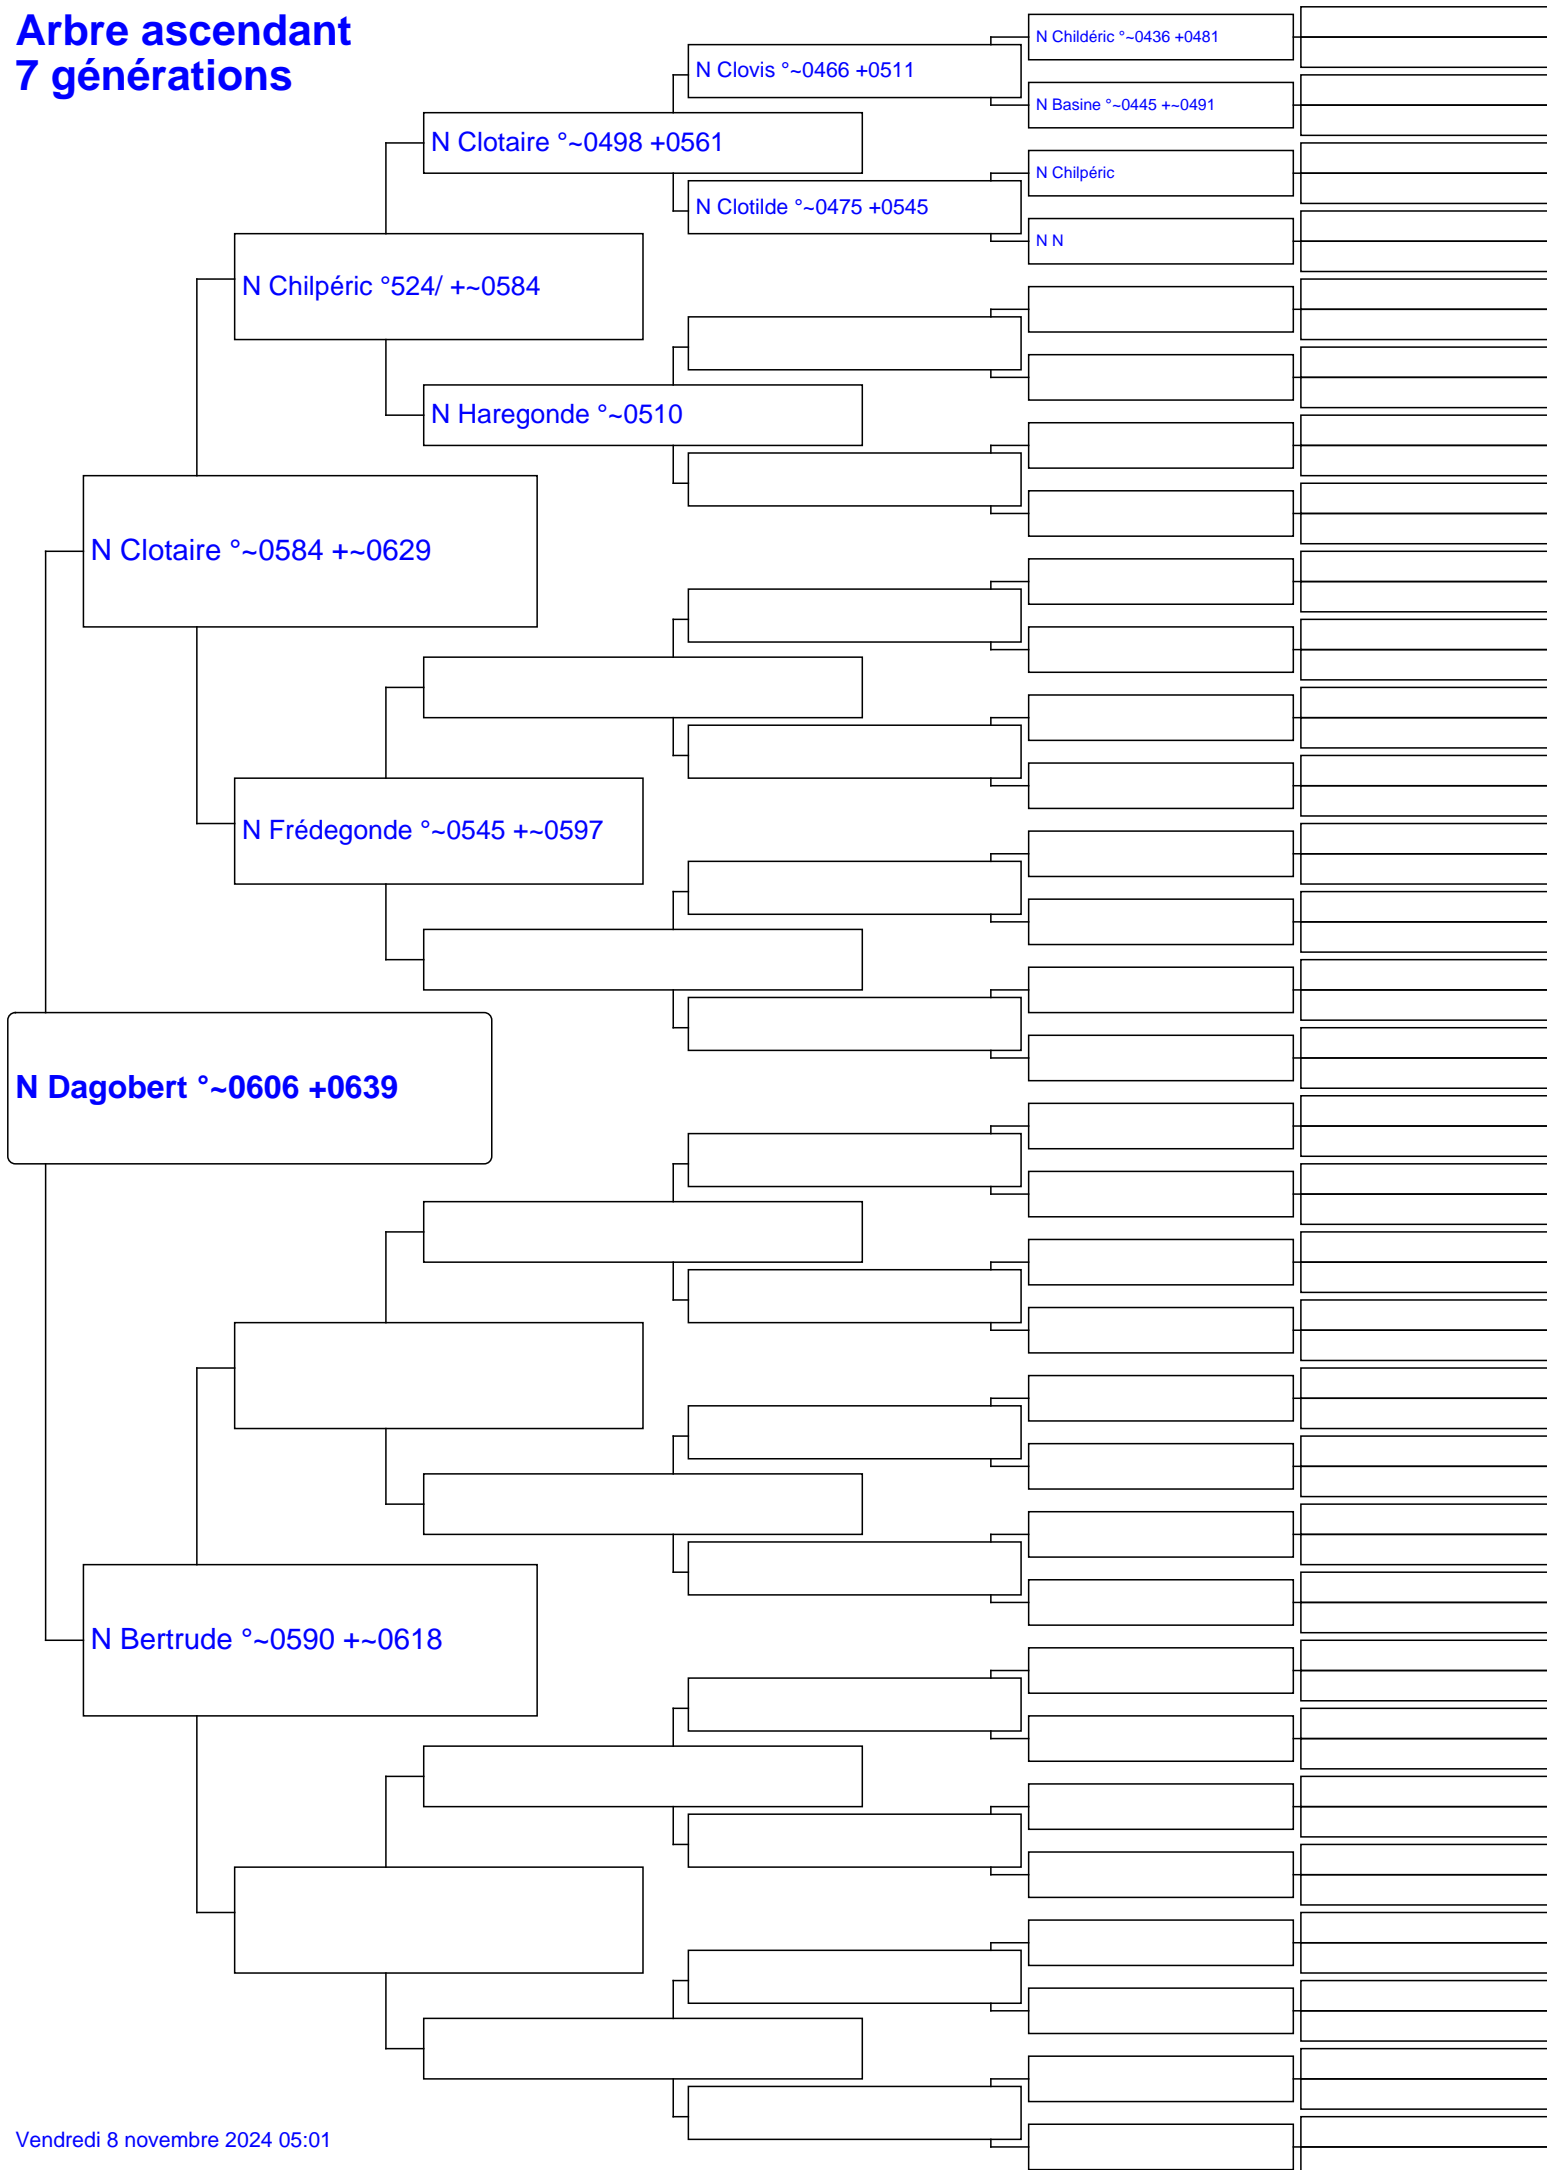 Arbre ascendant
7 générations
N Childéric °~0436 +0481
N Clovis °~0466 +0511
N Basine °~0445 +~0491
N Clotaire °~0498 +0561
N Chilpéric
N Clotilde °~0475 +0545
N N
N Chilpéric °524/ +~0584
N Haregonde °~0510
N Clotaire °~0584 +~0629
N Frédegonde °~0545 +~0597
N Dagobert °~0606 +0639
N Bertrude °~0590 +~0618
Vendredi 8 novembre 2024 05:01